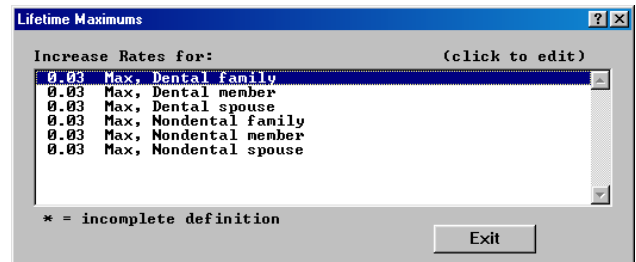 Lifetime Maximums
Increase Rates for: (click to edit)
0.03 Max, Dental family
0.03 Max, Dental member
0.03 Max, Dental spouse
0.03 Max, Nondental family
0.03 Max, Nondental member
0.03 Max, Nondental spouse
* = incomplete definition
Exit